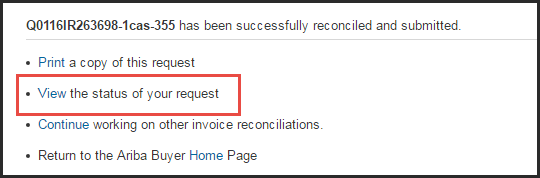 Q0116IR263698-1cas-355 has been successfully reconciled and submitted.
• Print a copy of this request
• View the status of your request
• Continue working on other invoice reconciliations.
• Return to the Ariba Buyer Home Page